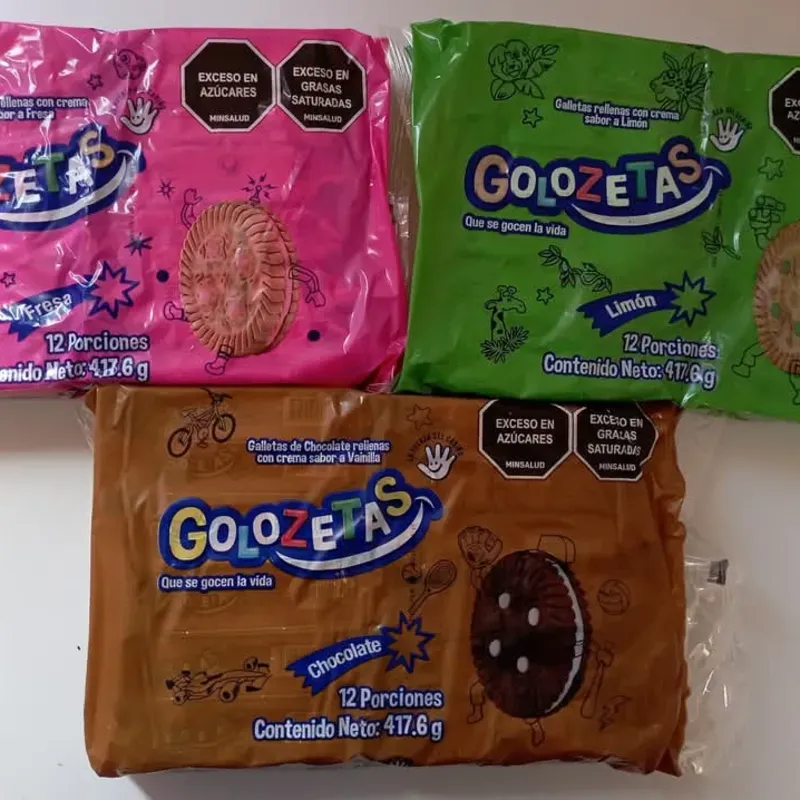 EXCESO EN
AZÚCARES
MINSALUD
EXCESO EN
GRASAS
SATURADAS
MINSALUD
rellenas con crema
sabor a Fresa
ZETAS
Fresa
12 Porciones
Contenido Neto: 417.6 g
Galletas rellenas con crema
sabor a Limón
GOLOZETAS
Que se gocen la vida
Limón
12 Porciones
Contenido Neto: 417.6 g
MINSALUD
Galletas de Chocolate rellenas
con crema sabor a Vainilla
EXCESO EN
AZÚCARES
MINSALUD
EXCESO EN
GRASAS
SATURADAS
MINSALUD
GOLOZETAS
Que se gocen la vida
Chocolate
12 Porciones
Contenido Neto: 417.6 g